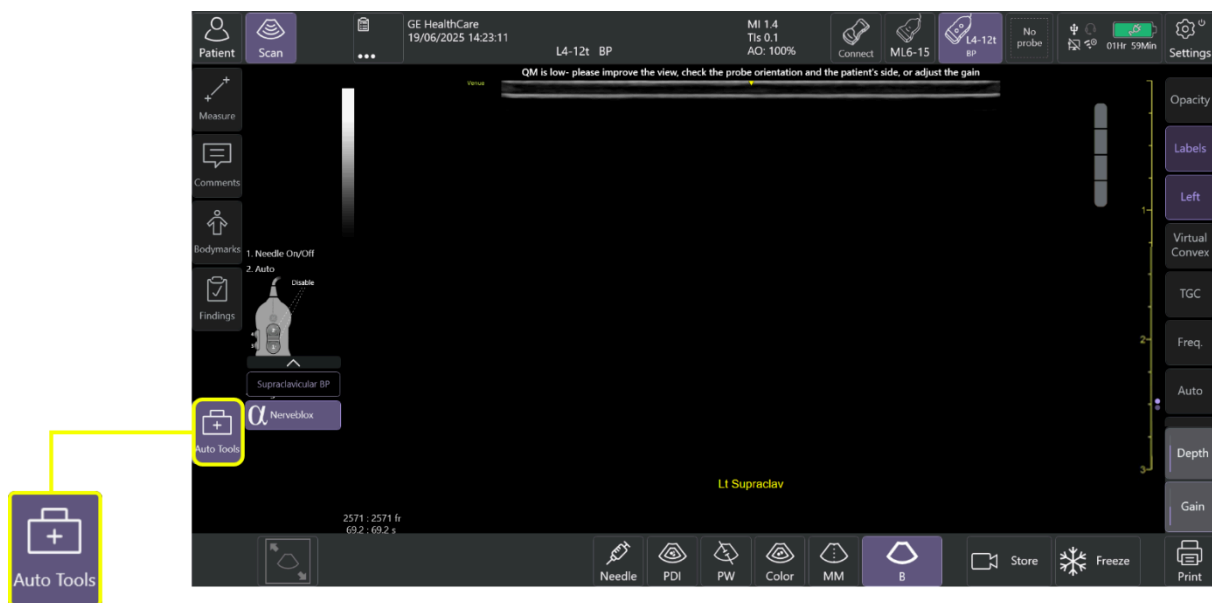 Patient
Scan
GE HealthCare
19/06/2025 14:23:11
L4-12t BP
MI 1.4
TIs 0.1
AO: 100%
Connect
ML6-15
L4-12t
BP
No
probe
01Hr 59Min
Settings
QM is low- please improve the view, check the probe orientation and the patient's side, or adjust the gain
Venue
Measure
Comments
Bodymarks
Findings
1. Needle On/Off
2. Auto
Disable
Supraclavicular BP
α Nerveblox
Auto Tools
Auto Tools
1
2
3
Lt Supraclav
2571 : 2571 fr
69.2 : 69.2 s
Opacity
Labels
Left
Virtual
Convex
TGC
Freq.
Auto
Depth
Gain
Needle
PDI
PW
Color
MM
B
Store
Freeze
Print